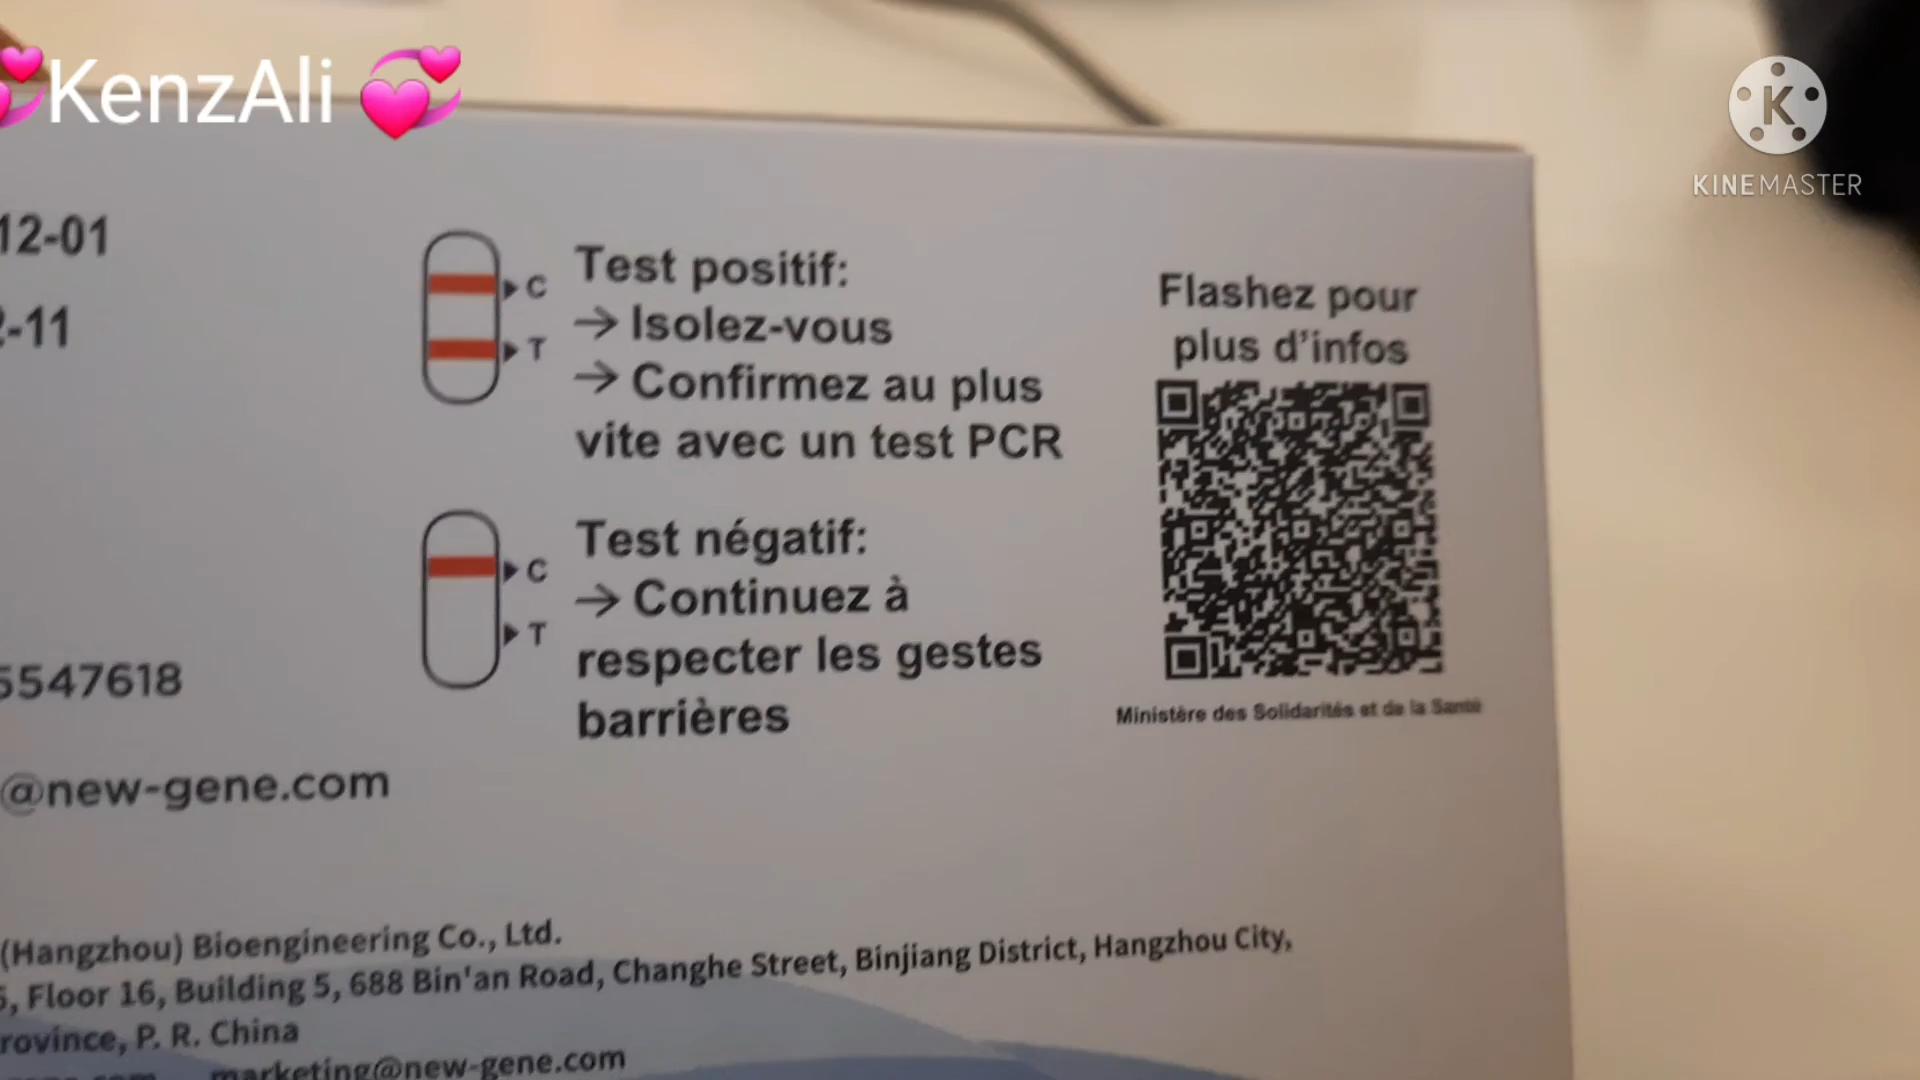 KenzAli
K
KINEMASTER
12-01
-11
C
T
Test positif:
→ Isolez-vous
→ Confirmez au plus
vite avec un test PCR
Flashez pour
plus d'infos
C
T
Test négatif:
→ Continuez à
respecter les gestes
barrières
Ministère des Solidarités et de la Santé
5547618
@new-gene.com
(Hangzhou) Bioengineering Co., Ltd.
, Floor 16, Building 5, 688 Bin'an Road, Changhe Street, Binjiang District, Hangzhou City,
rovince, P. R. China
marketing@new-gene.com